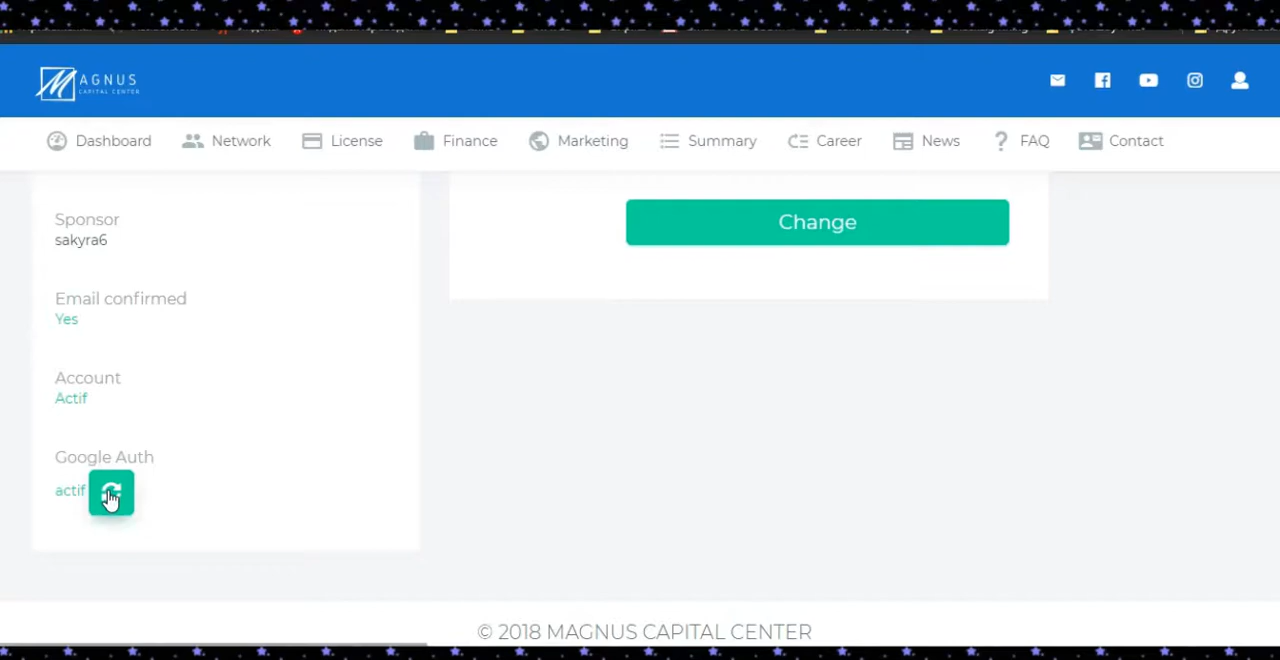 MAGNUS
CAPITAL CENTER
Dashboard Network License Finance Marketing Summary Career News FAQ Contact
Sponsor
sakyra6
Change
Email confirmed
Yes
Account
Actif
Google Auth
actif
© 2018 MAGNUS CAPITAL CENTER